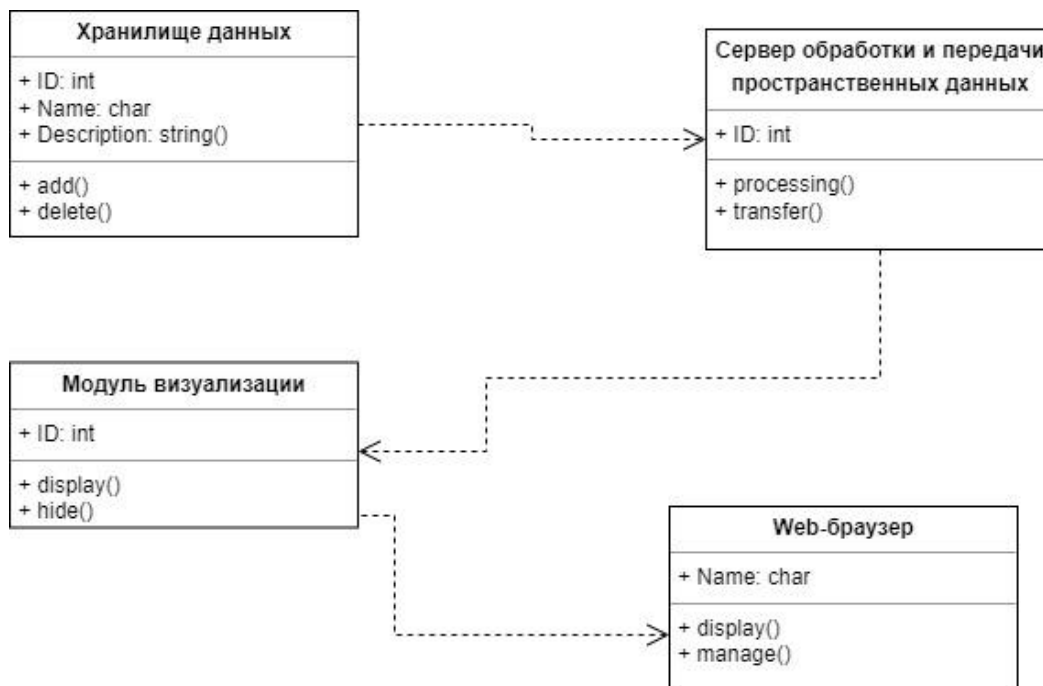 Хранилище данных
+ ID: int
+ Name: char
+ Description: string()
+ add()
+ delete()
Сервер обработки и передачи
пространственных данных
+ ID: int
+ processing()
+ transfer()
Модуль визуализации
+ ID: int
+ display()
+ hide()
Web-браузер
+ Name: char
+ display()
+ manage()